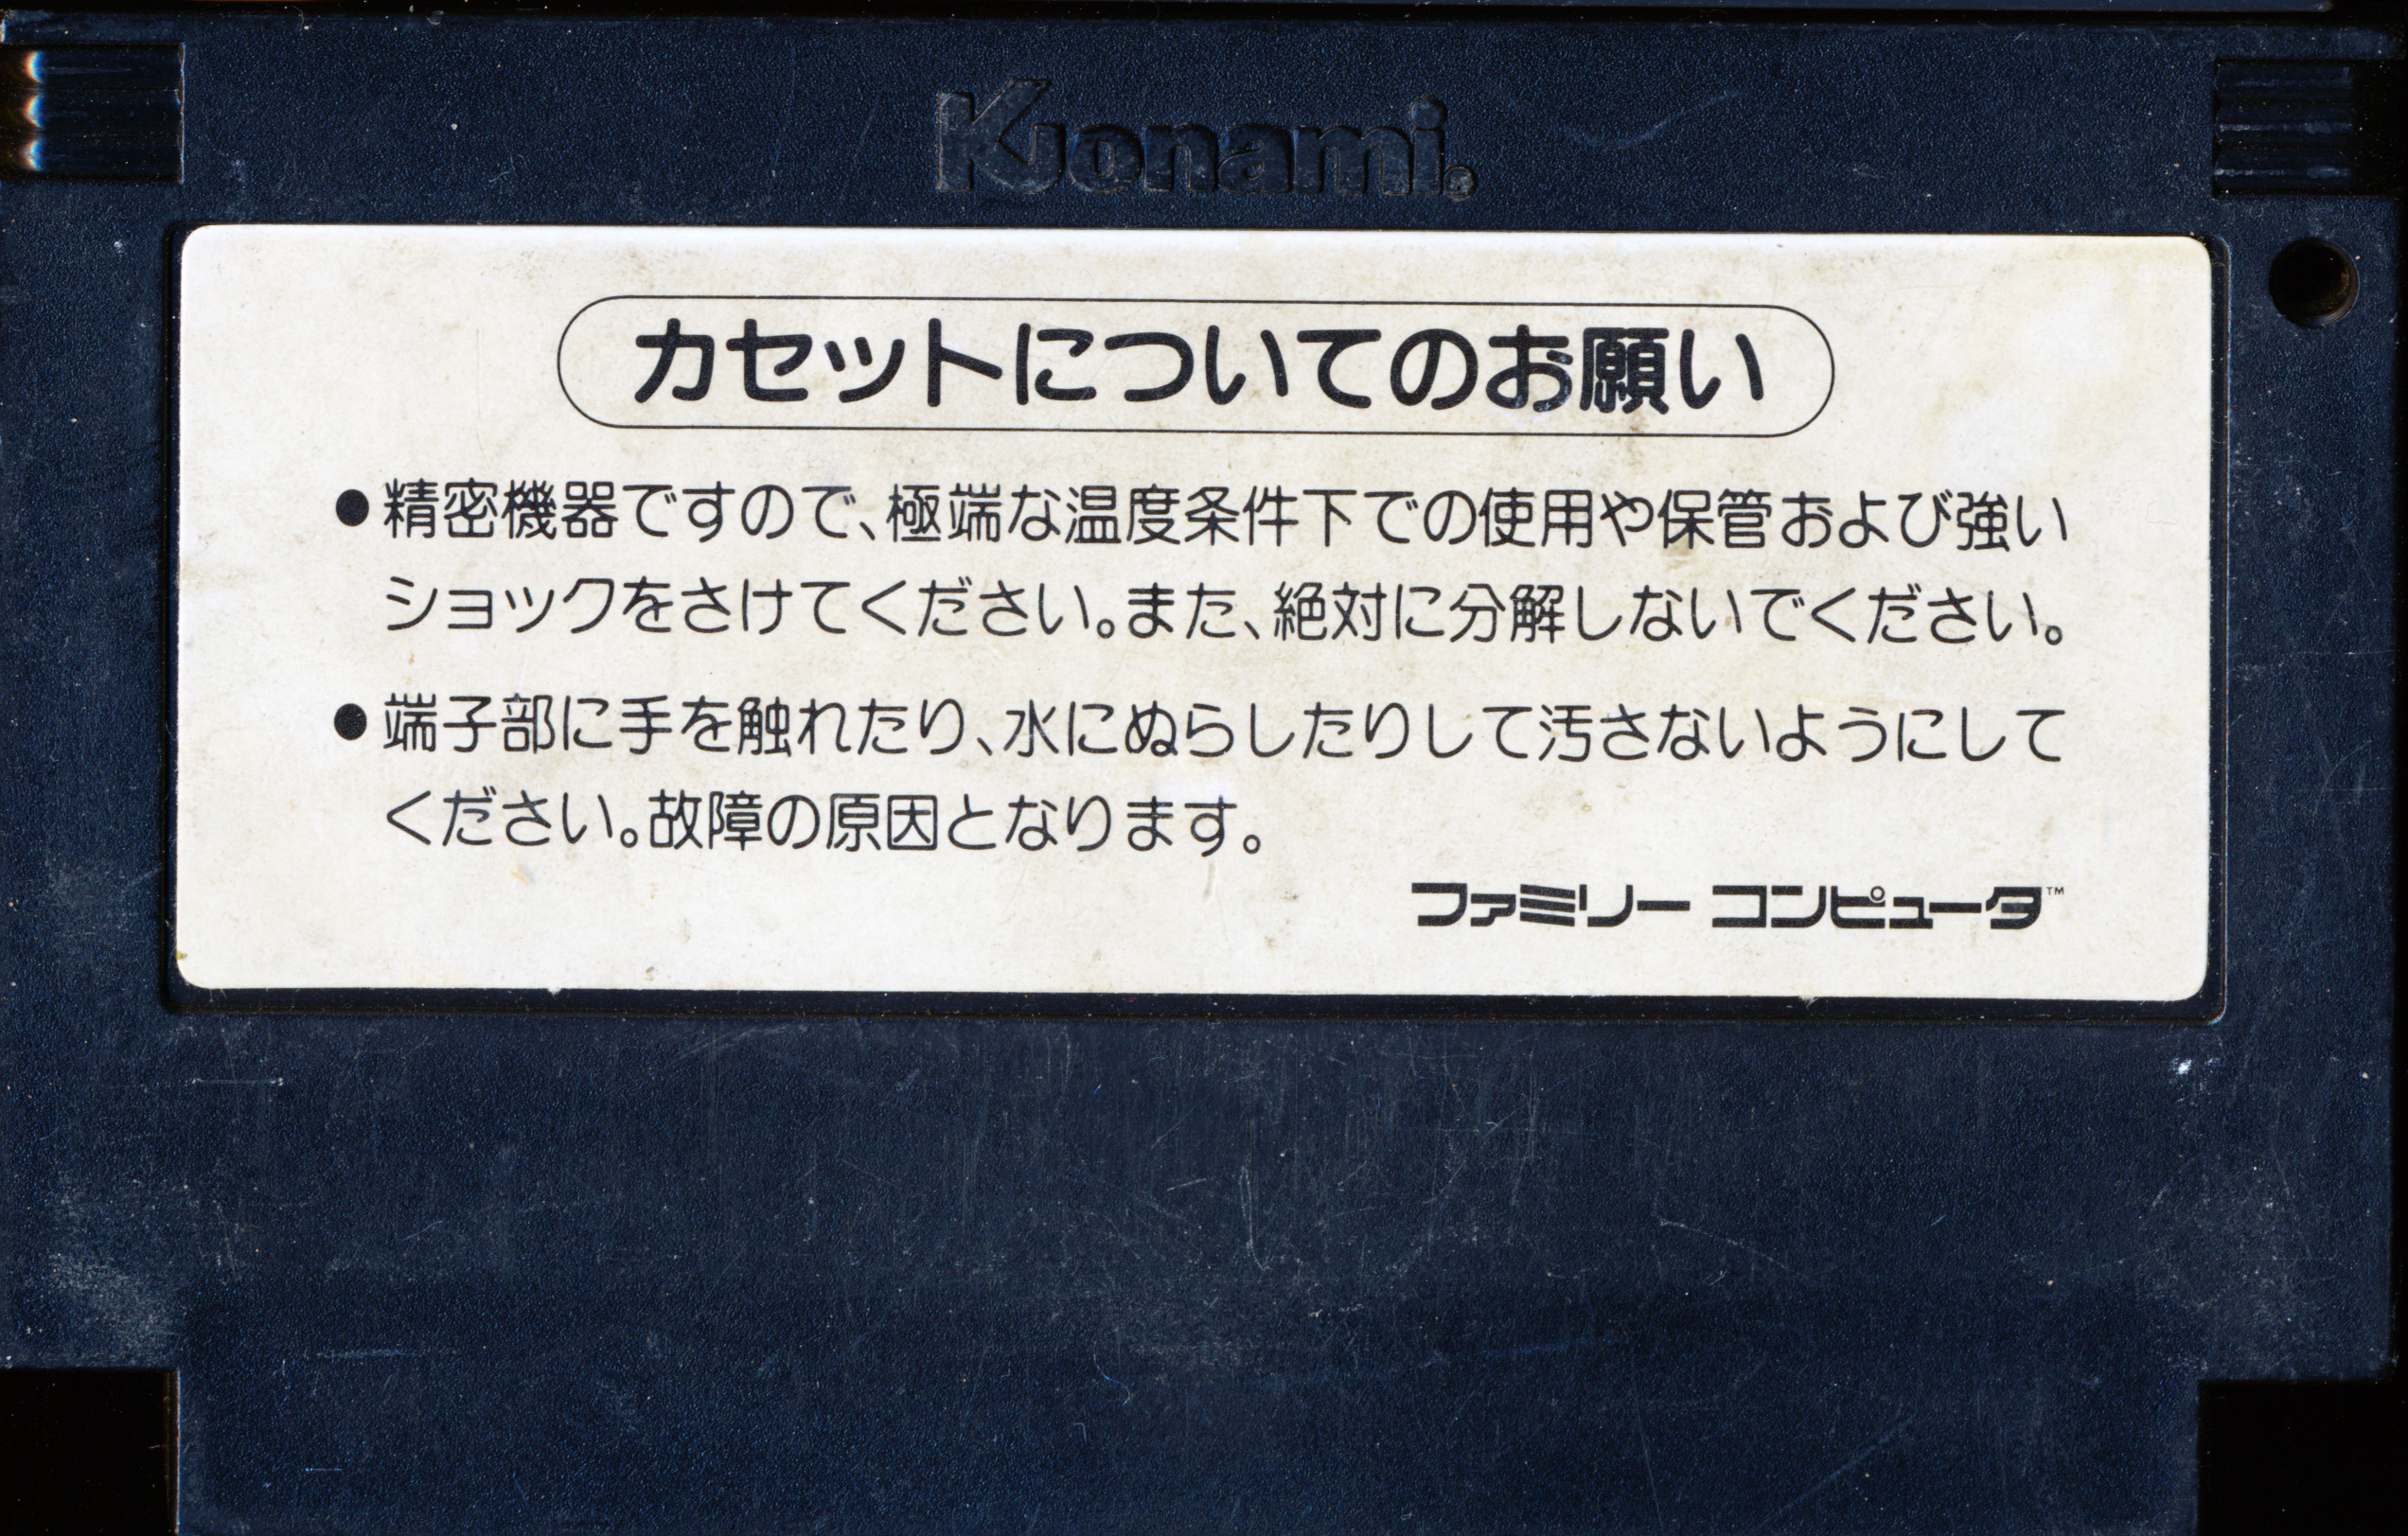 Konami.
カセットについてのお願い
●精密機器ですので、極端な温度条件下での使用や保管および強い
ショックをさけてください。また、絶対に分解しないでください。
●端子部に手を触れたり、水にぬらしたりして汚さないようにして
ください。故障の原因となります。
ファミリー コンピュータ™